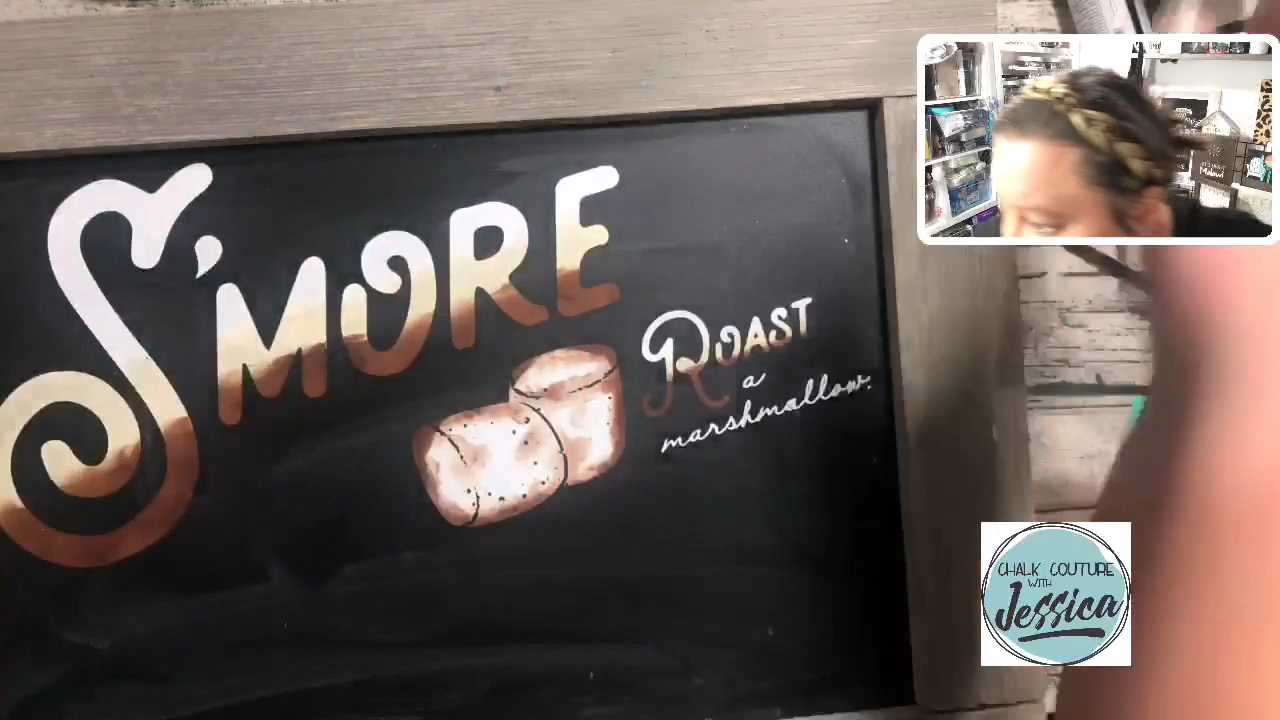 S'MORE
ROAST
a
marshmallow.
CHALK COUTURE
WITH
Jessica